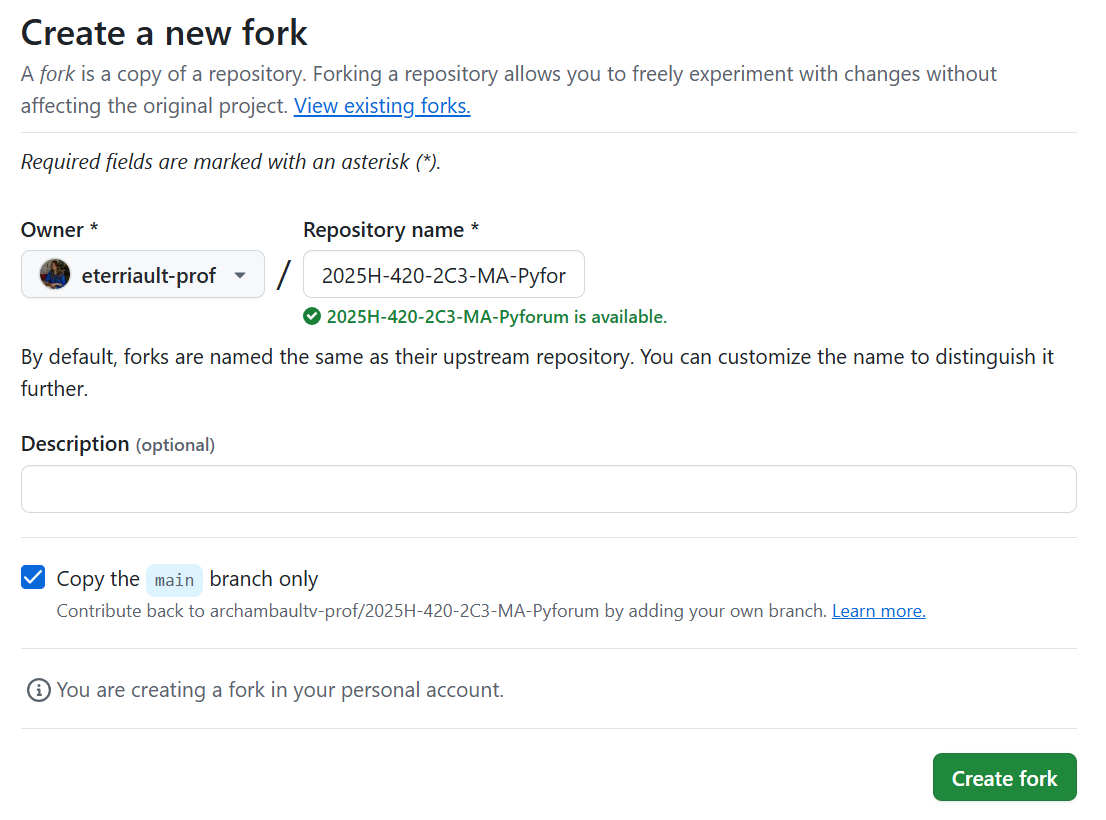 Create a new fork
A fork is a copy of a repository. Forking a repository allows you to freely experiment with changes without
affecting the original project. View existing forks.
Required fields are marked with an asterisk (*).
Owner *
Repository name *
eterriault-prof
/
2025H-420-2C3-MA-Pyfor
2025H-420-2C3-MA-Pyforum is available.
By default, forks are named the same as their upstream repository. You can customize the name to distinguish it
further.
Description (optional)
Copy the main branch only
Contribute back to archambaultv-prof/2025H-420-2C3-MA-Pyforum by adding your own branch. Learn more.
You are creating a fork in your personal account.
Create fork